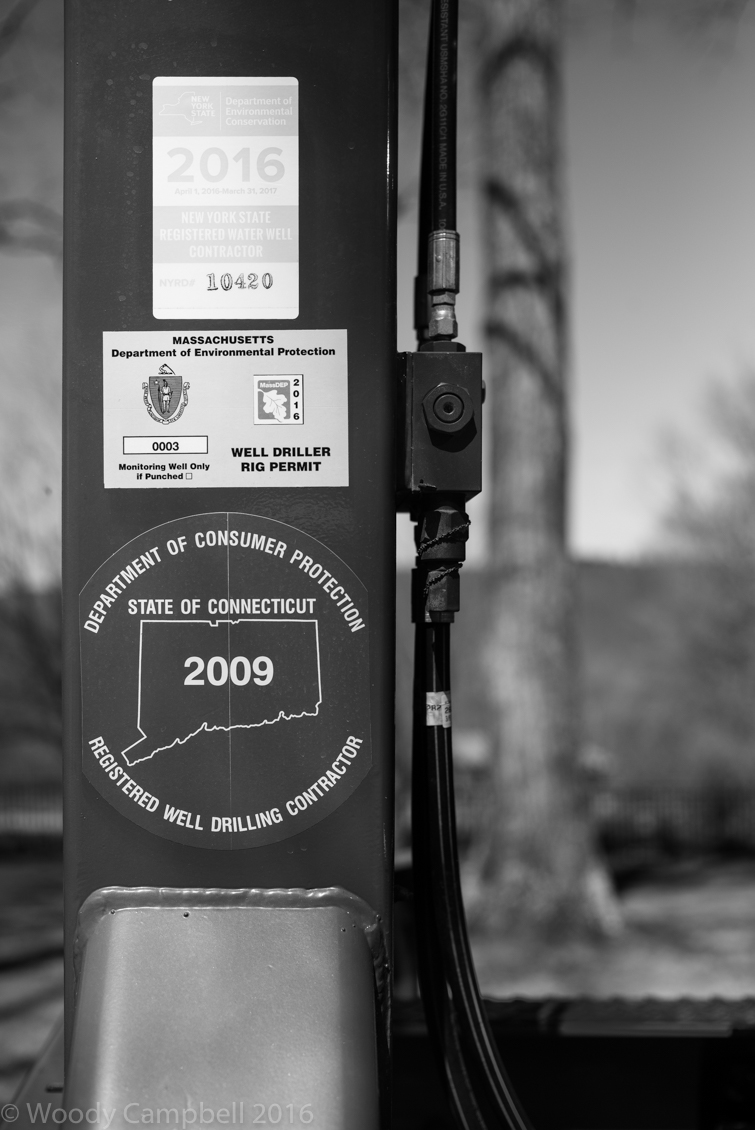 NEW
YORK
STATE
Department of
Environmental
Conservation
2016
April 1, 2016-March 31, 2017
NEW YORK STATE
REGISTERED WATER WELL
CONTRACTOR
NYRD# 10420
MASSACHUSETTS
Department of Environmental Protection
MassDEP
2016
0003
Monitoring Well Only
if Punched □
WELL DRILLER
RIG PERMIT
DEPARTMENT OF CONSUMER PROTECTION
STATE OF CONNECTICUT
2009
REGISTERED WELL DRILLING CONTRACTOR
MADE IN U.S.A.
© Woody Campbell 2016